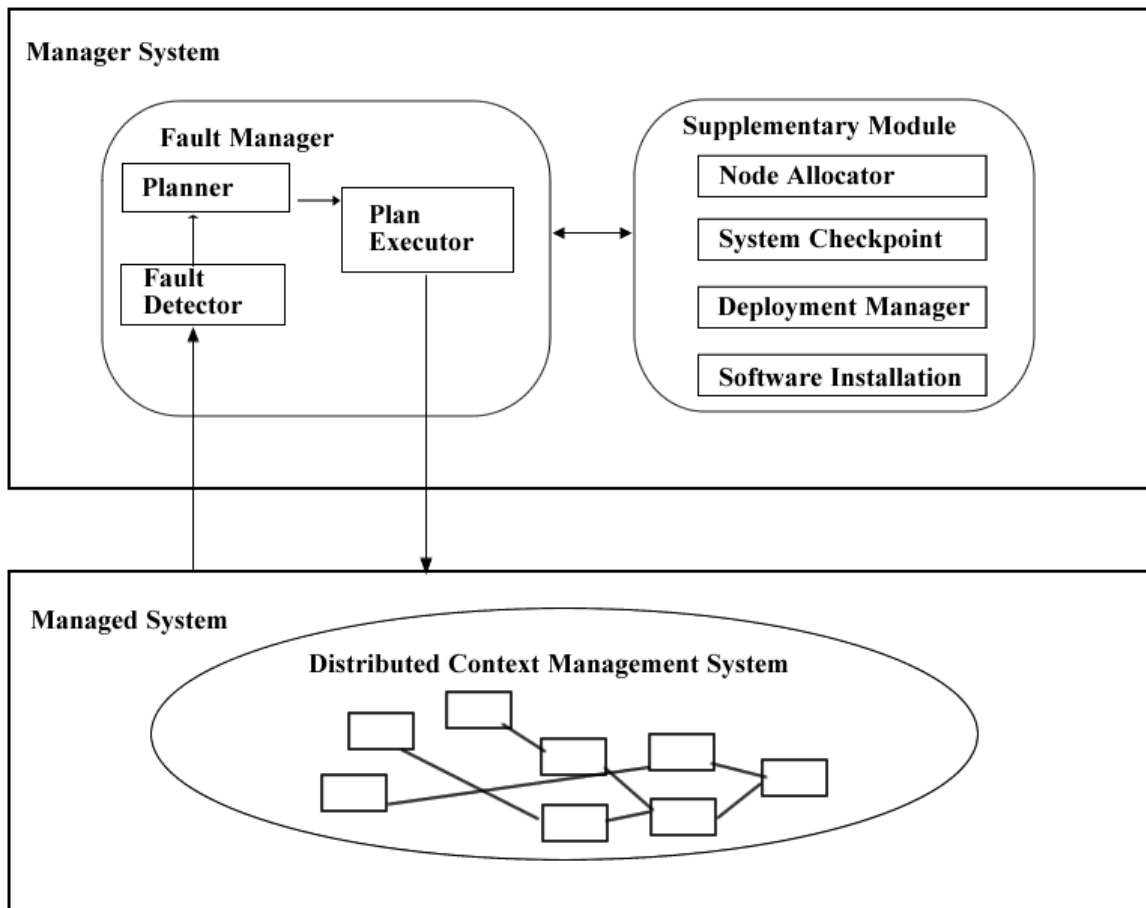 Manager System
Fault Manager
Planner
Plan
Executor
Fault
Detector
Supplementary Module
Node Allocator
System Checkpoint
Deployment Manager
Software Installation
Managed System
Distributed Context Management System